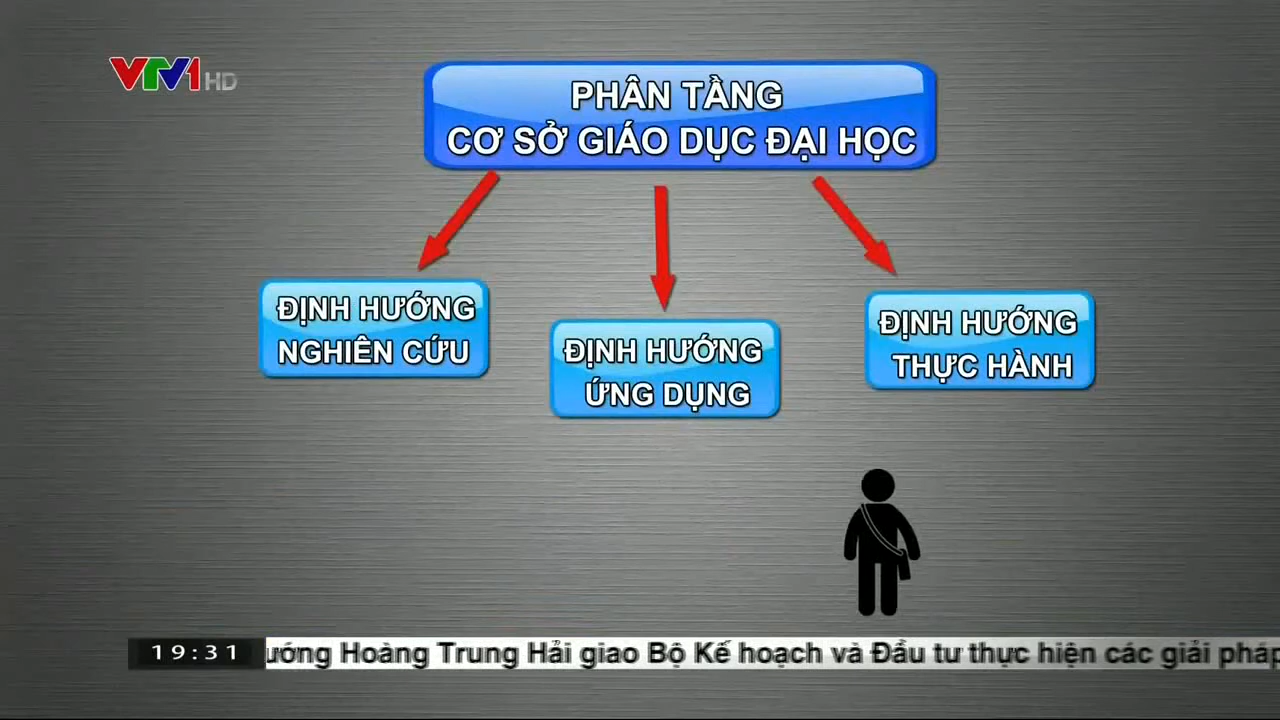 VTV1 HD
PHÂN TẦNG
CƠ SỞ GIÁO DỤC ĐẠI HỌC
ĐỊNH HƯỚNG
NGHIÊN CỨU
ĐỊNH HƯỚNG
ỨNG DỤNG
ĐỊNH HƯỚNG
THỰC HÀNH
19:31
ướng Hoàng Trung Hải giao Bộ Kế hoạch và Đầu tư thực hiện các giải pháp